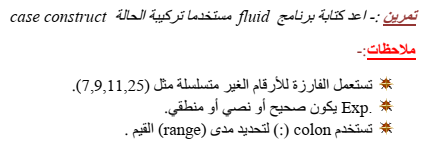 تمرين :- اعد كتابة برنامج fluid مستخدما تركيبة الحالة case construct
ملاحظات:-
تستعمل الفارزة للأرقام الغير متسلسلة مثل (7,9,11,25).
Exp. يكون صحيح أو نصي أو منطقي.
تستخدم colon (:) لتحديد مدى (range) القيم .